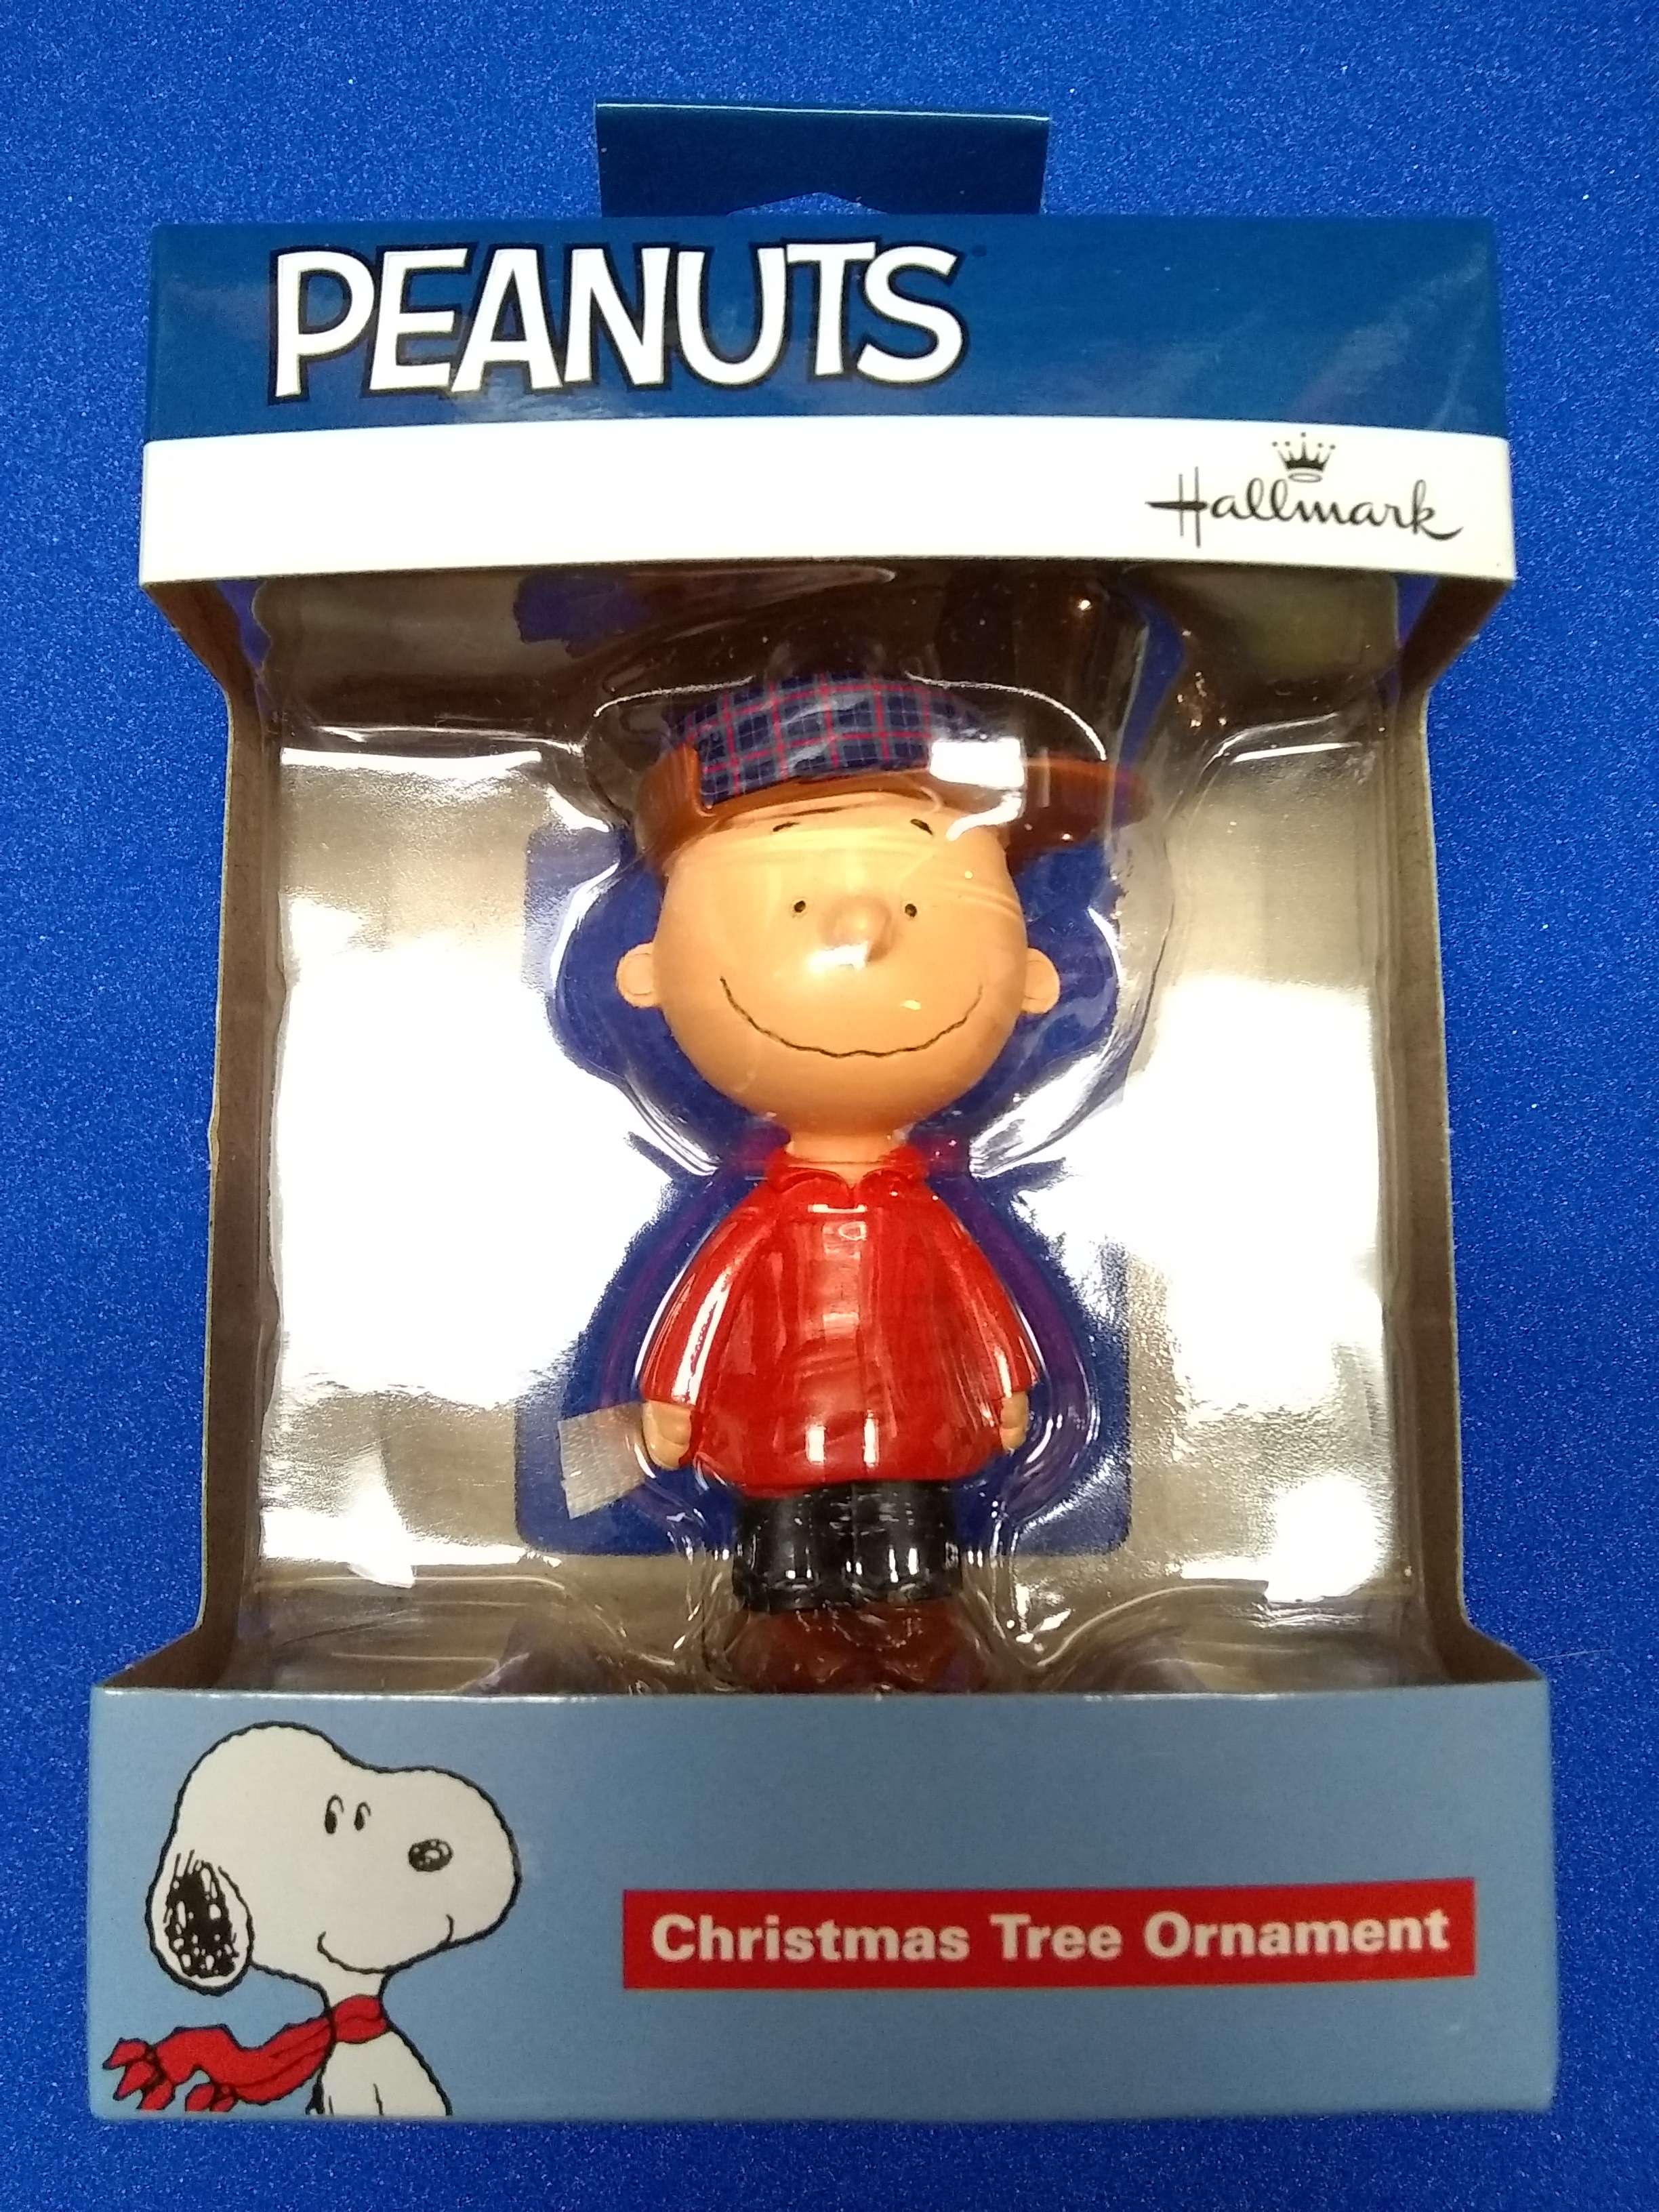 PEANUTS
Hallmark
Christmas Tree Ornament